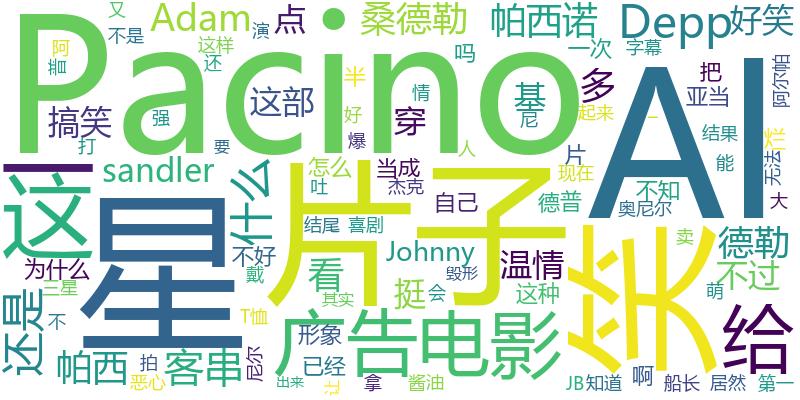 又 不是 Adam 点 • 桑德勒 帕西诺 Depp 好笑
阿 这样 演 一次 字幕
普 还 吗 半 把
Pacino Al
搞笑 这部 情 穿 基 多 亚当 阿尔帕
强 好 尼
打 要 爆 人 起来 一 结果 烂
一 sandler 怎么 当成 片 现在 能 无法
这 星 什么 片子 吐 杰克 自己 德普 不知 奥尼尔 大
结尾 喜剧
为什么 不好 看 Johnny 温情 笑 卖 德勒
三星 戴 毁形 不过
还是 不 T恤 其实 挺 会 这种 萌 给
广告 电影
帕西 客串 形象
拍 尼尔 已经 啊
恶心 出来 让 拿 酱油 JB 知道 船长 居然 第一